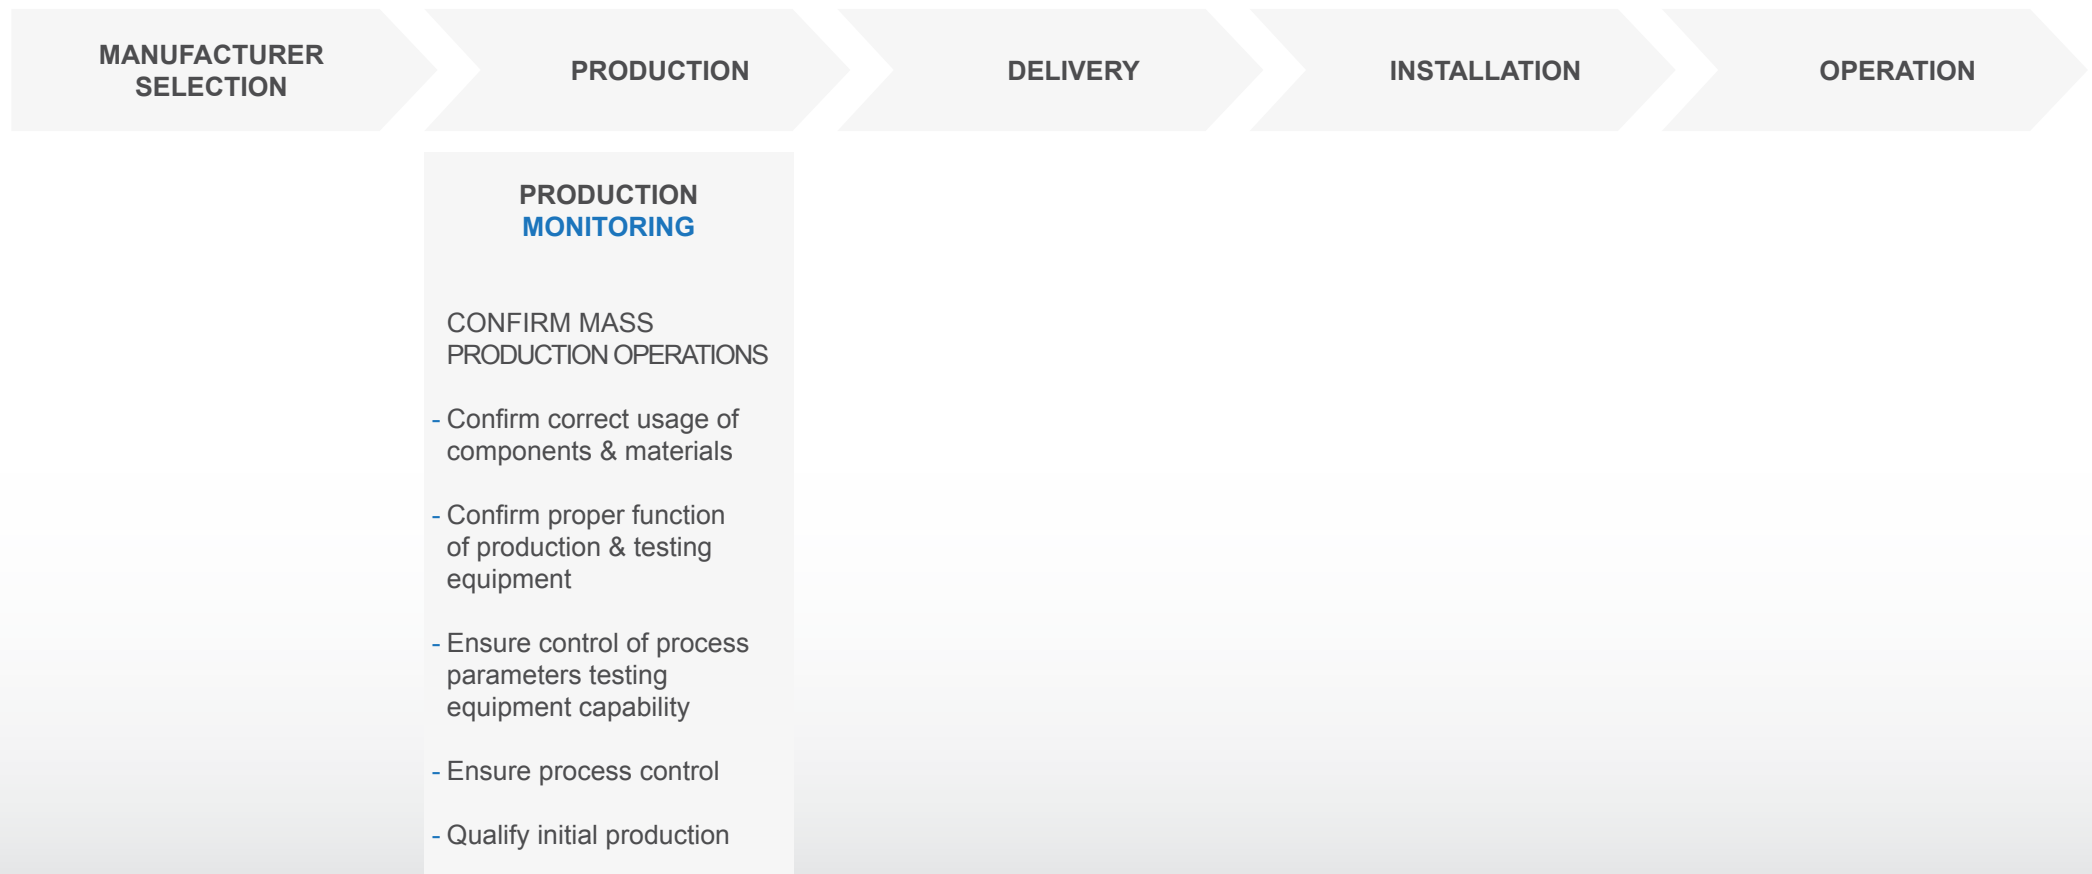 MANUFACTURER
SELECTION
PRODUCTION
DELIVERY
INSTALLATION
OPERATION
PRODUCTION
MONITORING
CONFIRM MASS
PRODUCTION OPERATIONS
- Confirm correct usage of
components & materials
- Confirm proper function
of production & testing
equipment
- Ensure control of process
parameters testing
equipment capability
- Ensure process control
- Qualify initial production